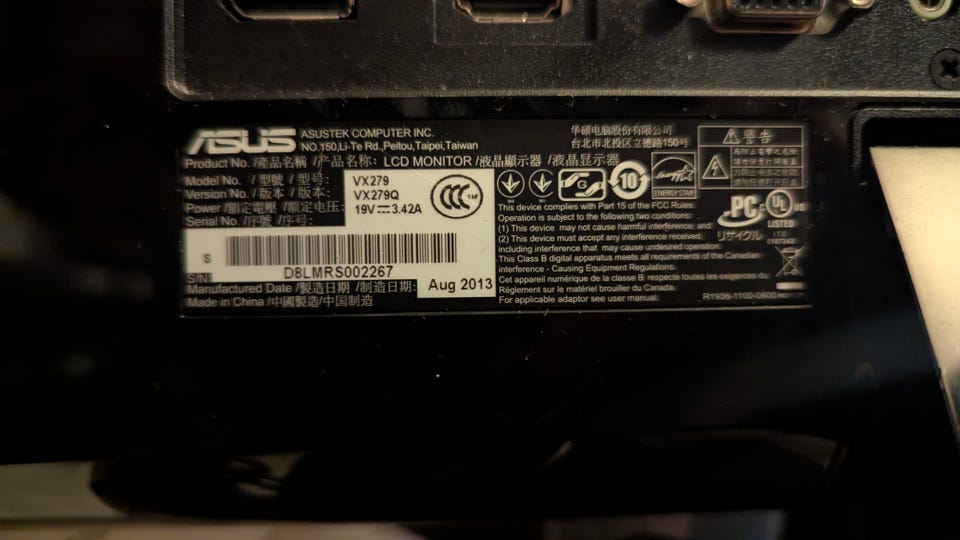 ASUS
ASUSTEK COMPUTER INC.
NO.150,Li-Te Rd.,Peitou,Taipei,Taiwan
华硕电脑股份有限公司
台北市北投区立德路150号
Product No. /產品名稱 /产品名称: LCD MONITOR /液晶顯示器 /液晶显示器
Model No. / 型號 / 型号: VX279
Version No. / 版本 / 版本: VX279Q
Power /額定電壓 / 额定电压: 19V 3.42A
Serial No. /序號 /序号:
S
S/N:
D8LMRS002267
Manufactured Date /製造日期 /制造日期: Aug 2013
Made in China /中國製造/中国制造
CCC
G
10
ENERGY STAR
警告
This device complies with Part 15 of the FCC Rules.
Operation is subject to the following two conditions:
(1) This device may not cause harmful interference, and
(2) This device must accept any interference received,
including interference that may cause undesired operation.
This Class B digital apparatus meets all requirements of the Canadian
interference - Causing Equipment Regulations.
Cet appareil numérique de la classe B respecte toutes les exigences du
Réglement sur le matériel brouiller du Canada.
For applicable adaptor see user manual.
PC
リサイクル
UL US
LISTED
I.T.E.
E167242
R1936-1100-0600